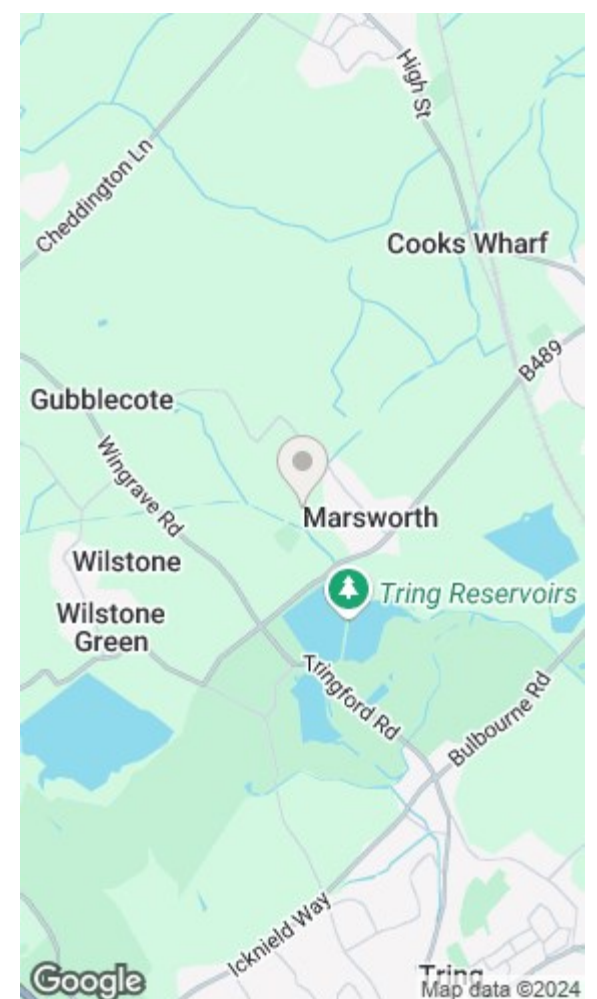 High St
Cheddington Ln
Cooks Wharf
B489
Gubblecote
Wingrave Rd
Marsworth
Wilstone
Tring Reservoirs
Wilstone
Green
Tringford Rd
Bulbourne Rd
Icknield Way
Tring
Google
Map data ©2024